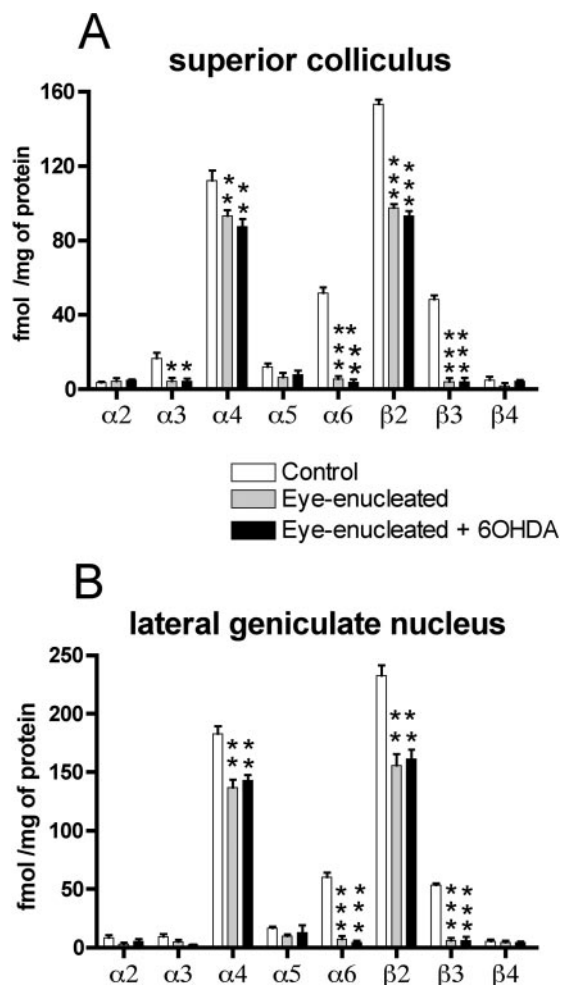 A
superior colliculus
fmol /mg of protein
160
120
80
40
0
** ** *** *** *** *** *** ***
* *
α2 α3 α4 α5 α6 β2 β3 β4
Control
Eye-enucleated
Eye-enucleated + 6OHDA
B
lateral geniculate nucleus
fmol /mg of protein
250
200
150
100
50
0
** ** *** *** ** ** *** ***
α2 α3 α4 α5 α6 β2 β3 β4